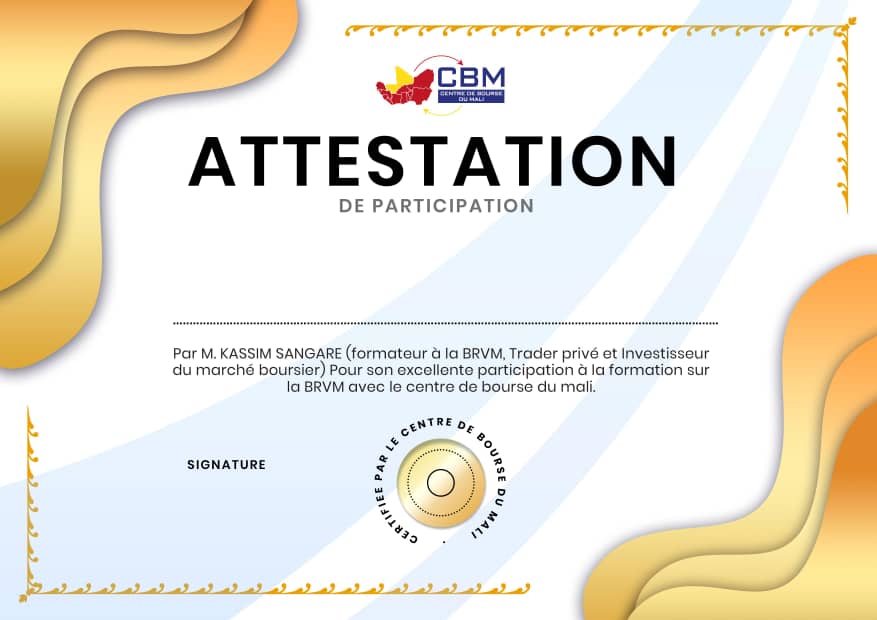 CBM
CENTRE DE BOURSE
DU MALI
ATTESTATION
DE PARTICIPATION
Par M. KASSIM SANGARE (formateur à la BRVM, Trader privé et Investisseur
du marché boursier) Pour son excellente participation à la formation sur
la BRVM avec le centre de bourse du mali.
SIGNATURE
CERTIFIEE PAR LE CENTRE DE BOURSE DU MALI .